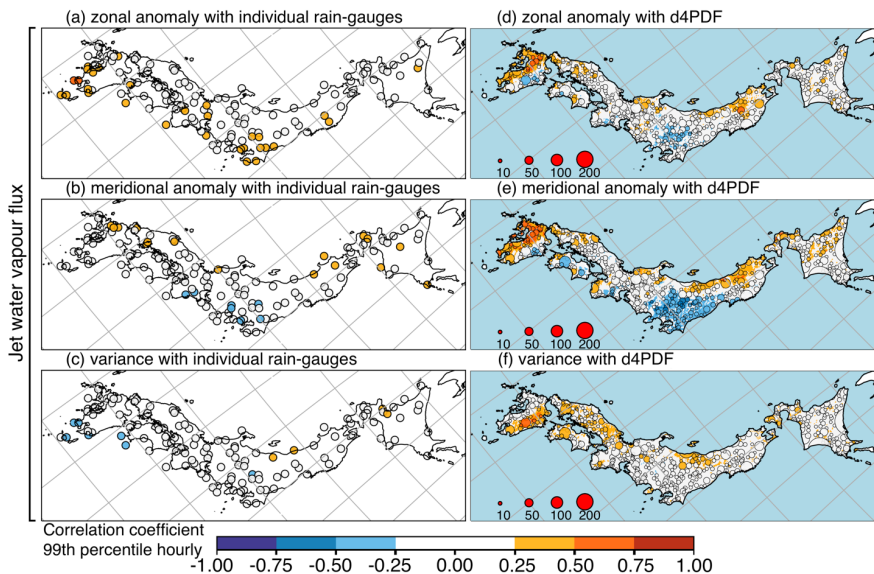 Jet water vapour flux
(a) zonal anomaly with individual rain-gauges
(d) zonal anomaly with d4PDF
10 50 100 200
(b) meridional anomaly with individual rain-gauges
(e) meridional anomaly with d4PDF
10 50 100 200
(c) variance with individual rain-gauges
(f) variance with d4PDF
10 50 100 200
Correlation coefficient
99th percentile hourly
-1.00 -0.75 -0.50 -0.25 0.00 0.25 0.50 0.75 1.00